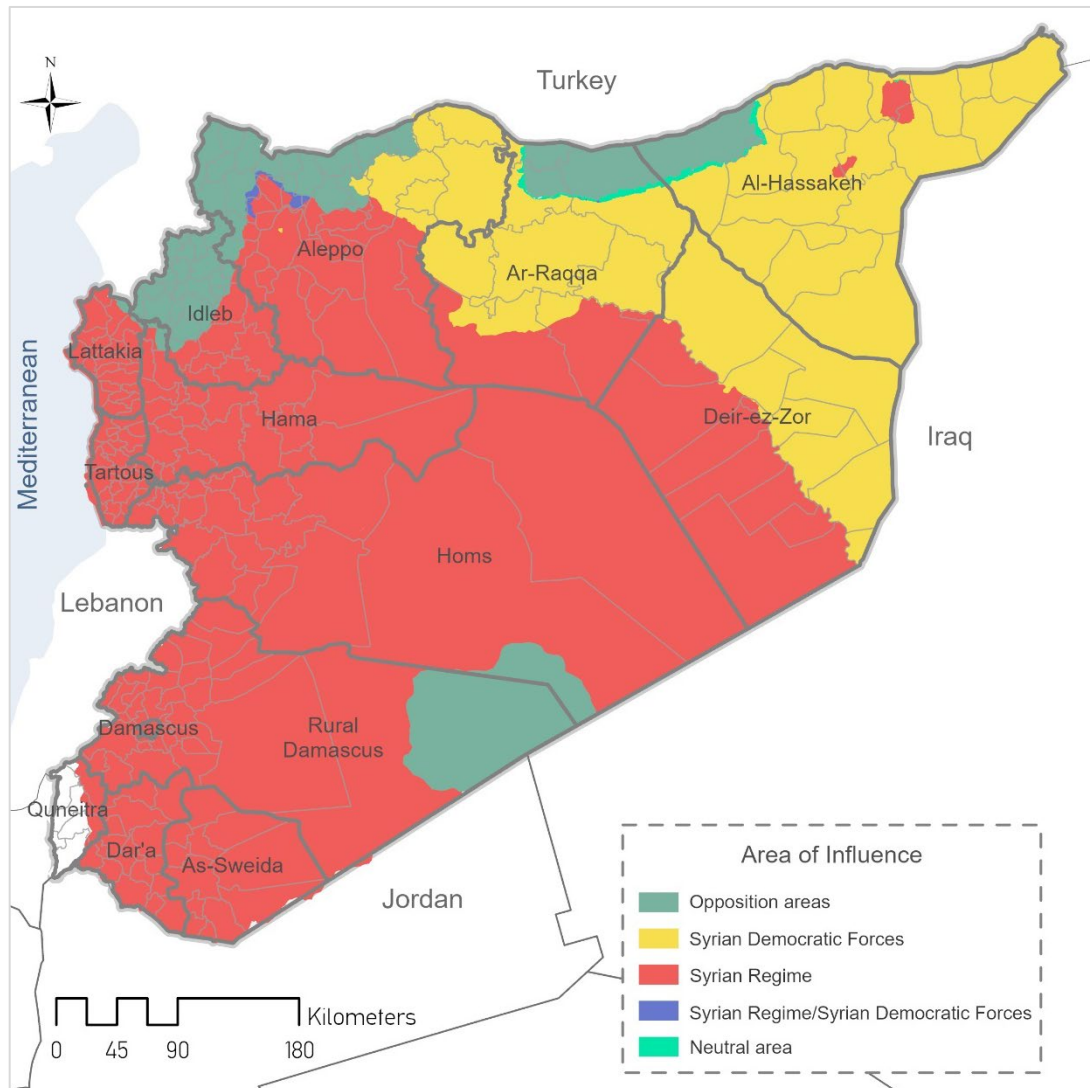 N
Turkey
Al-Hassakeh
Aleppo
Ar-Raqqa
Idleb
Lattakia
Mediterranean
Hama
Deir-ez-Zor
Iraq
Tartous
Homs
Lebanon
Damascus
Rural
Damascus
Quneitra
Dar'a
As-Sweida
Jordan
Area of Influence
Opposition areas
Syrian Democratic Forces
Syrian Regime
Syrian Regime/Syrian Democratic Forces
Neutral area
Kilometers
0 45 90 180